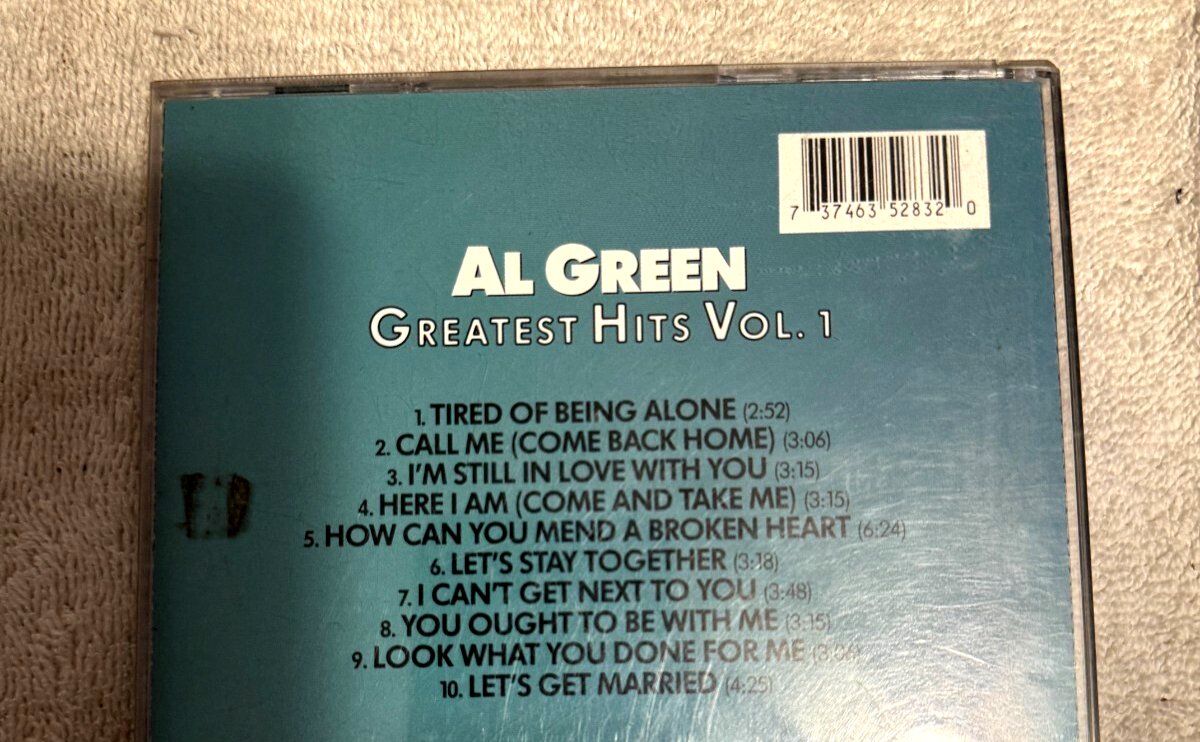 7 37463 52832 0
AL GREEN
GREATEST HITS VOL. 1
1. TIRED OF BEING ALONE (2:52)
2. CALL ME (COME BACK HOME) (3:06)
3. I'M STILL IN LOVE WITH YOU (3:15)
4. HERE I AM (COME AND TAKE ME) (3:15)
5. HOW CAN YOU MEND A BROKEN HEART (6:24)
6. LET'S STAY TOGETHER (3:18)
7. I CAN'T GET NEXT TO YOU (3:48)
8. YOU OUGHT TO BE WITH ME (3:15)
9. LOOK WHAT YOU DONE FOR ME (3:06)
10. LET'S GET MARRIED (4:25)